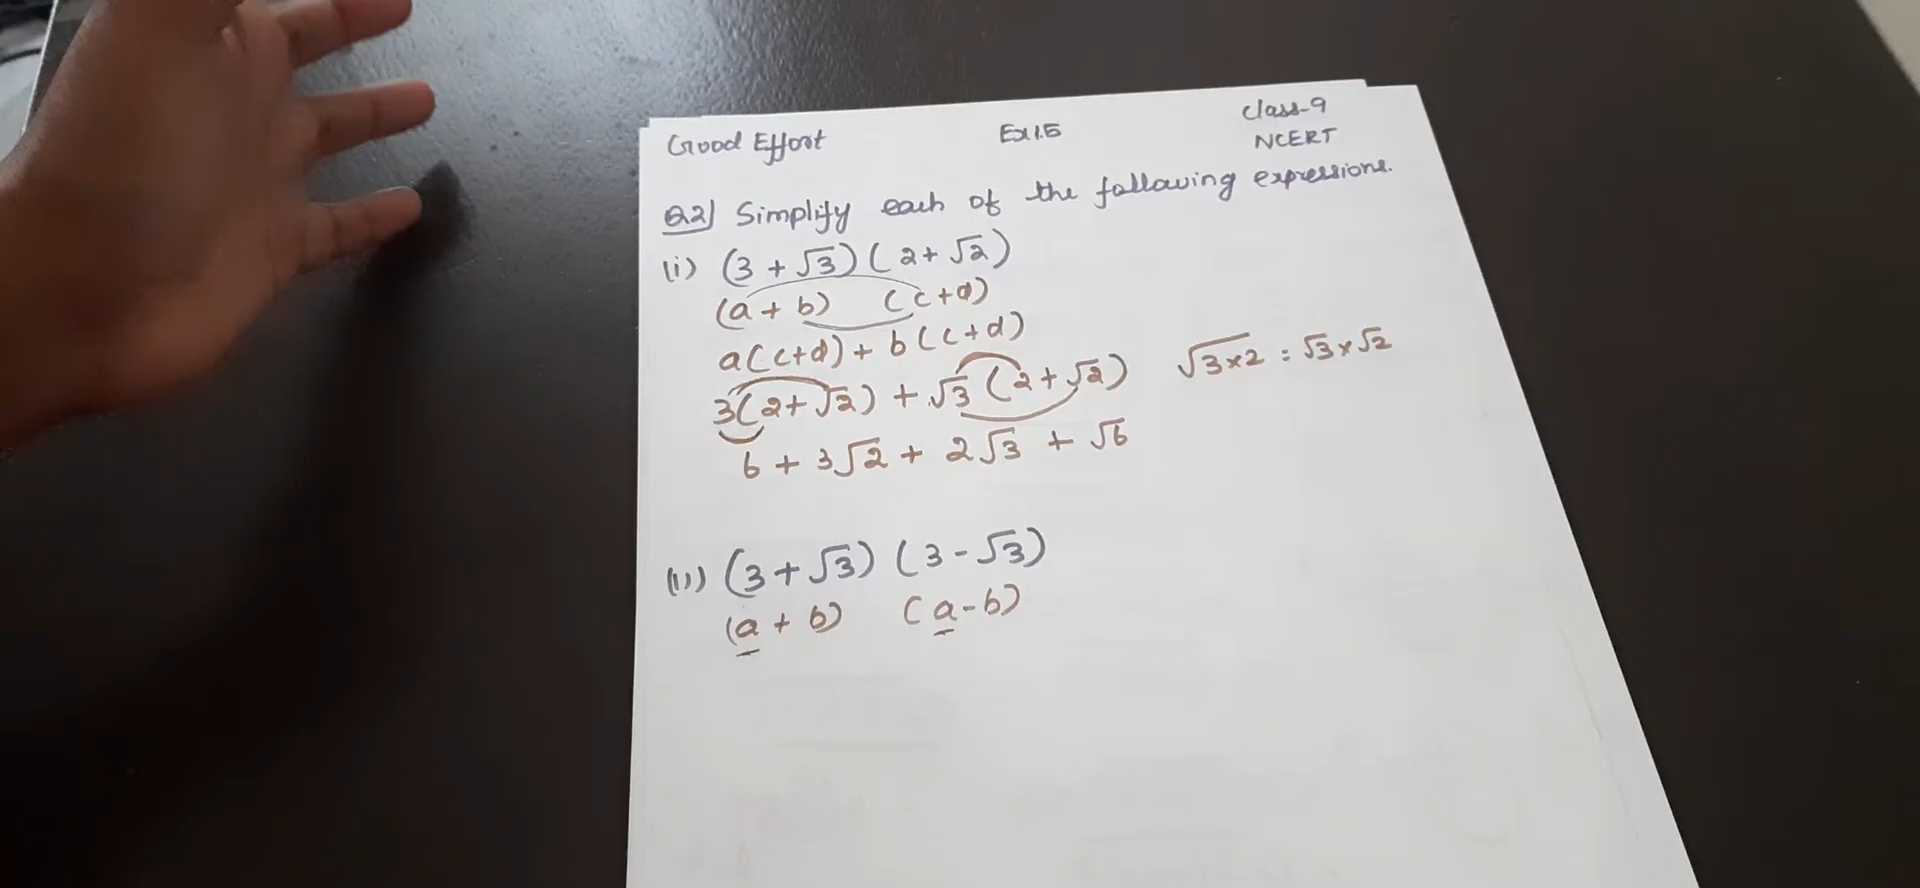 Good Effort Ex 1.5 Class-9
NCERT
Q2) Simplify each of the following expressions.
(i) (3 + √3) ( 2 + √2)
(a + b) (c + d)
a(c+d) + b(c+d)
3(2+√2) + √3 (2+√2) √3×2 = √3×√2
6 + 3√2 + 2√3 + √6
(ii) (3+√3) (3-√3)
(a + b) (a-b)